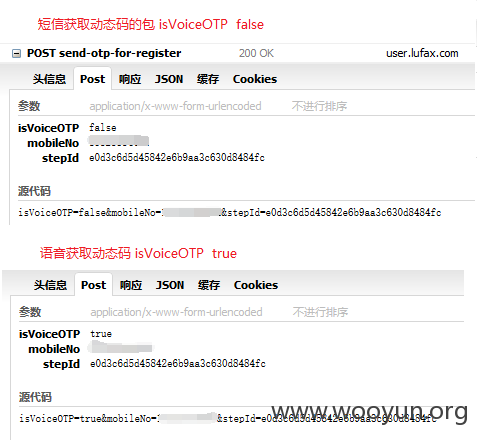 短信获取动态码的包 isVoiceOTP false
POST send-otp-for-register 200 OK user.lufax.com
头信息 Post 响应 JSON 缓存 Cookies
参数 application/x-www-form-urlencoded 不进行排序
isVoiceOTP false
mobileNo
stepId e0d3c6d5d45842e6b9aa3c630d8484fc
源代码
isVoiceOTP=false&mobileNo=1&stepId=e0d3c6d5d45842e6b9aa3c630d8484fc
语音获取动态码 isVoiceOTP true
头信息 Post 响应 JSON 缓存 Cookies
参数 application/x-www-form-urlencoded 不进行排序
isVoiceOTP true
mobileNo
stepId e0d3c6d5d45842e6b9aa3c630d8484fc
源代码
isVoiceOTP=true&mobileNo=1&stepId=e0d3c6d5d45842e6b9aa3c630d8484fc
www.wooyun.org